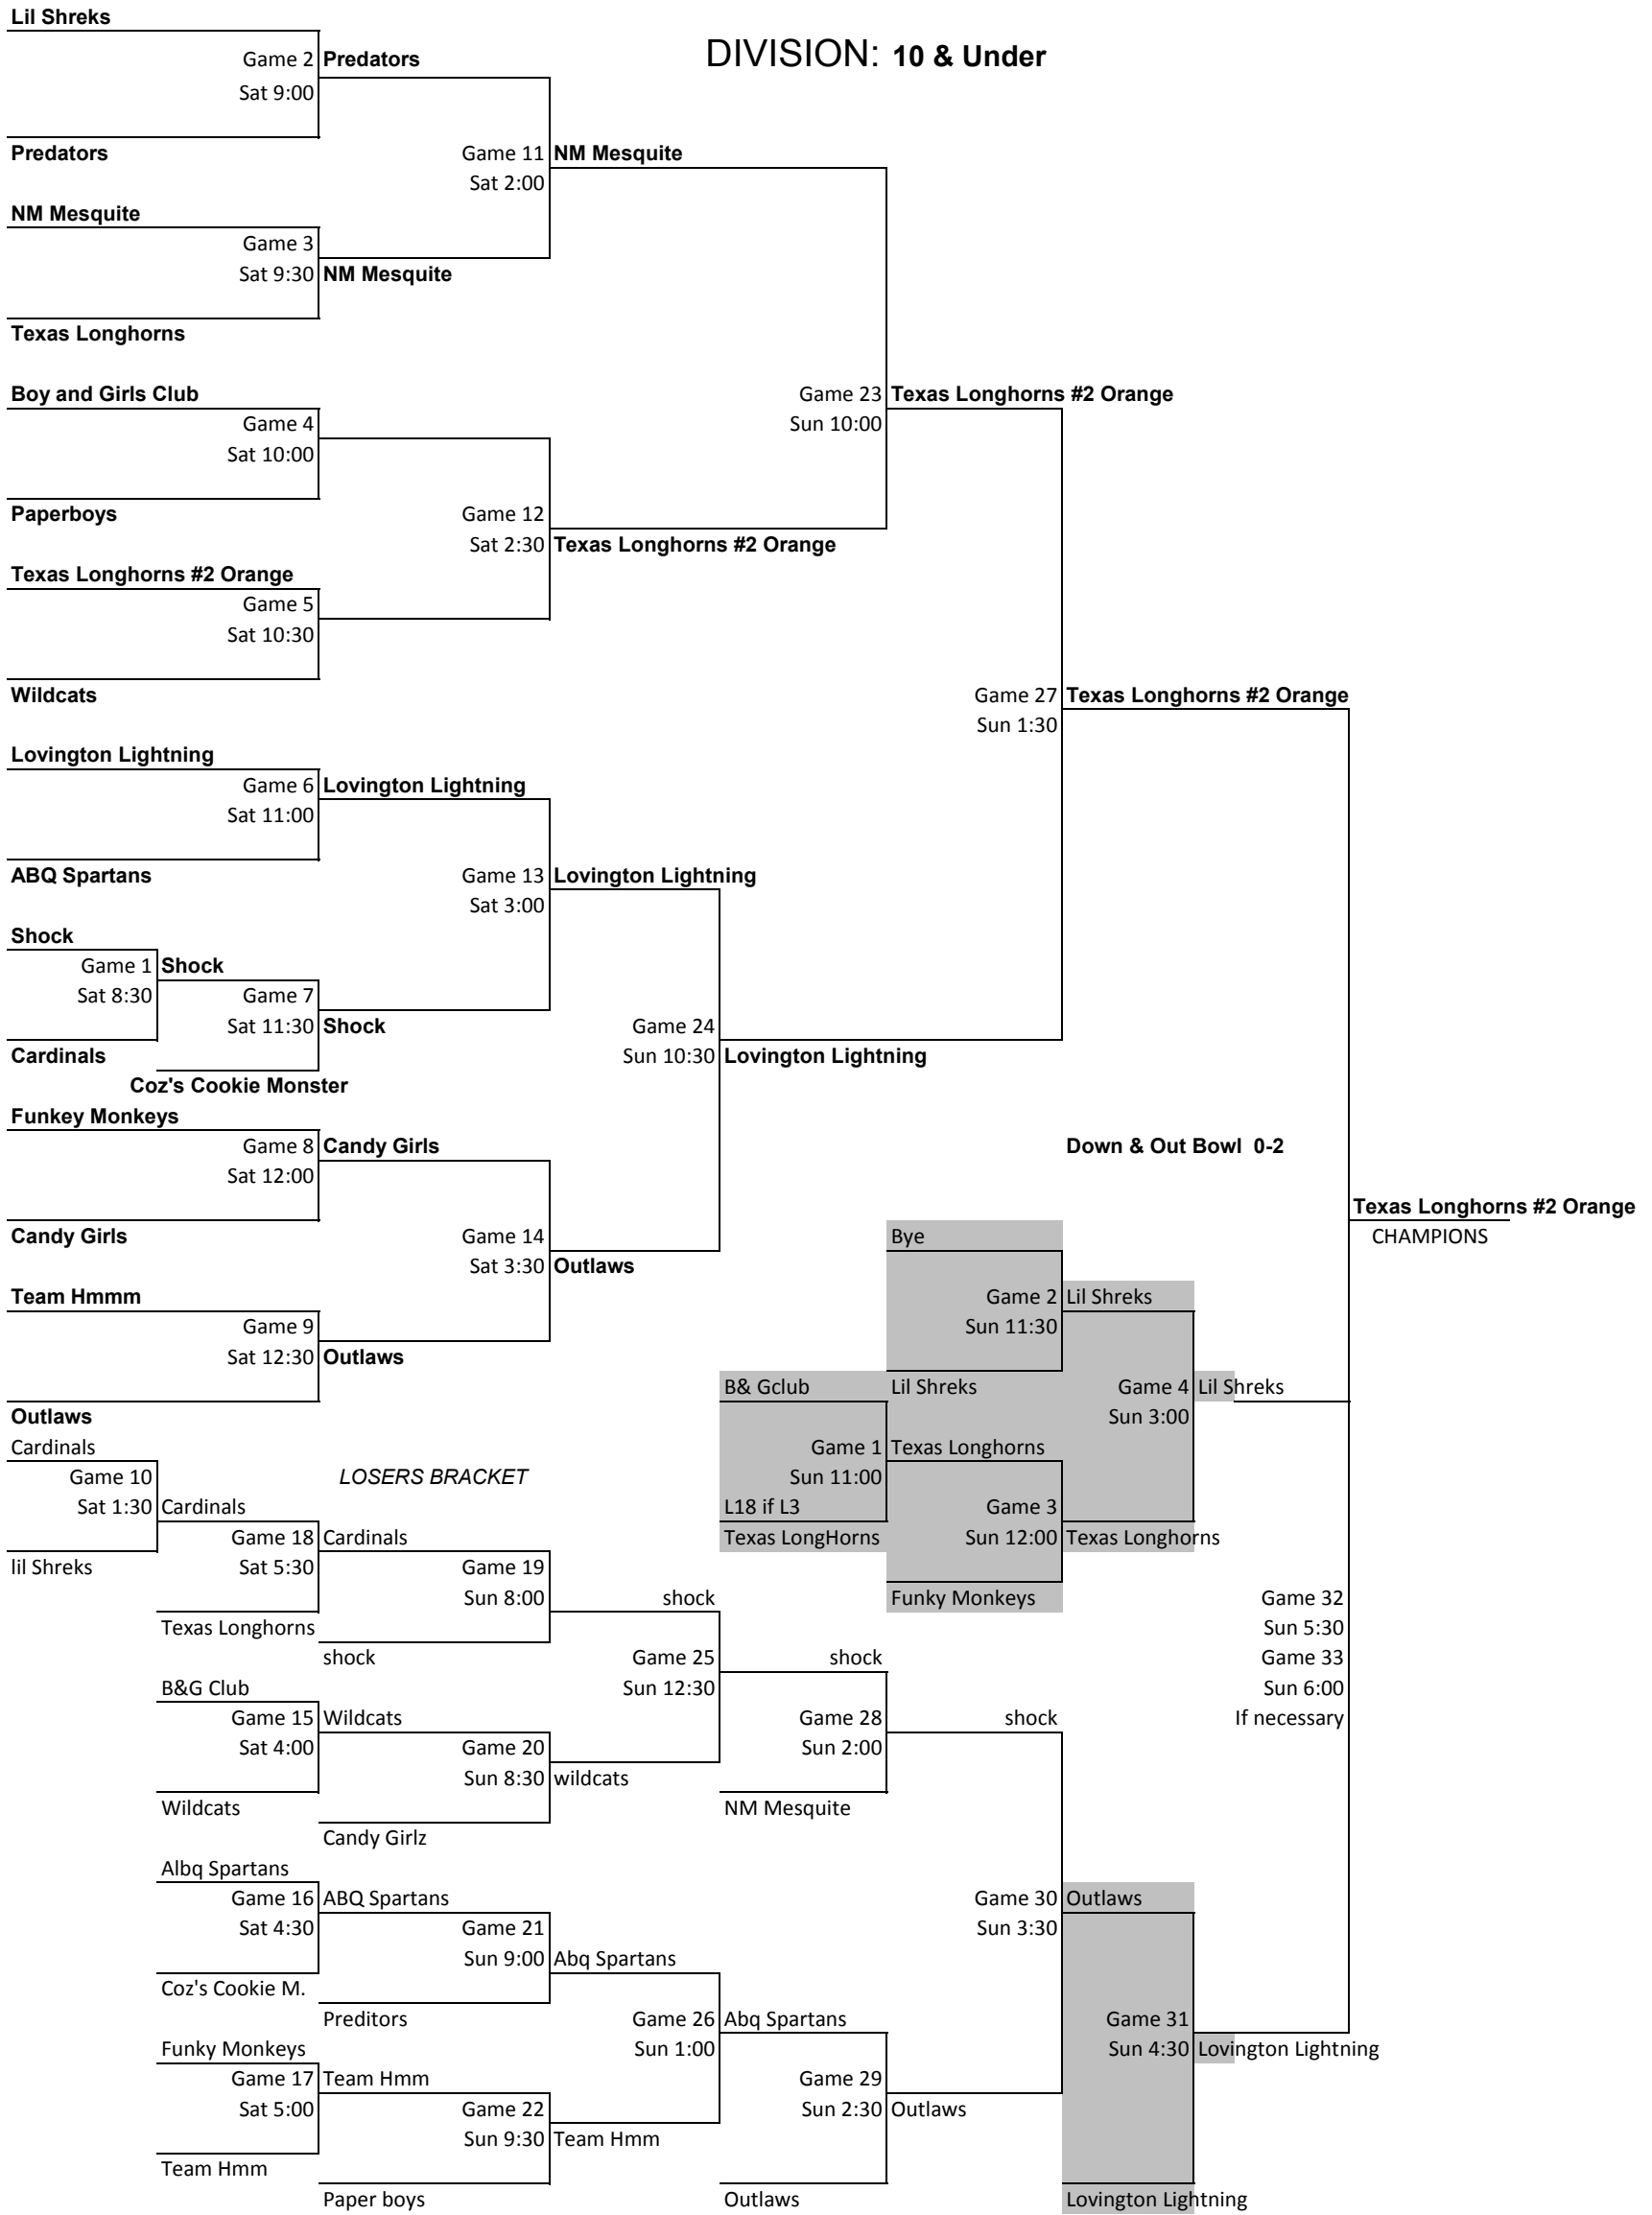 Lil Shreks
DIVISION: 10 & Under
Game 2 Predators
Sat 9:00
Predators
Game 11 NM Mesquite
Sat 2:00
NM Mesquite
Game 3
Sat 9:30 NM Mesquite
Texas Longhorns
Boy and Girls Club
Game 23 Texas Longhorns #2 Orange
Game 4
Sun 10:00
Sat 10:00
Paperboys
Game 12
Sat 2:30 Texas Longhorns #2 Orange
Texas Longhorns #2 Orange
Game 5
Sat 10:30
Wildcats
Game 27 Texas Longhorns #2 Orange
Sun 1:30
Lovington Lightning
Game 6 Lovington Lightning
Sat 11:00
ABQ Spartans
Game 13 Lovington Lightning
Sat 3:00
Shock
Game 1 Shock
Sat 8:30
Game 7
Sat 11:30 Shock
Game 24
Cardinals
Sun 10:30 Lovington Lightning
Coz's Cookie Monster
Funkey Monkeys
Game 8 Candy Girls
Down & Out Bowl 0-2
Sat 12:00
Texas Longhorns #2 Orange
Candy Girls
Game 14
Bye
CHAMPIONS
Sat 3:30 Outlaws
Team Hmmm
Game 2 Lil Shreks
Game 9
Sun 11:30
Sat 12:30 Outlaws
B& Gclub
Lil Shreks
Game 4 Lil Shreks
Outlaws
Sun 3:00
Cardinals
Game 1 Texas Longhorns
Game 10
LOSERS BRACKET
Sun 11:00
Sat 1:30 Cardinals
L18 if L3
Game 3
Game 18 Cardinals
Texas LongHorns
Sun 12:00 Texas Longhorns
lil Shreks
Sat 5:30
Game 19
Sun 8:00
shock
Funky Monkeys
Game 32
Texas Longhorns
Sun 5:30
shock
Game 25
shock
Game 33
B&G Club
Sun 12:30
Sun 6:00
Game 15 Wildcats
Game 28
shock
If necessary
Sat 4:00
Game 20
Sun 2:00
Sun 8:30 wildcats
Wildcats
NM Mesquite
Candy Girlz
Albq Spartans
Game 16 ABQ Spartans
Game 30 Outlaws
Sat 4:30
Game 21
Sun 3:30
Sun 9:00 Abq Spartans
Coz's Cookie M.
Preditors
Game 26 Abq Spartans
Game 31
Funky Monkeys
Sun 1:00
Sun 4:30 Lovington Lightning
Game 17 Team Hmm
Game 29
Sat 5:00
Game 22
Sun 2:30 Outlaws
Sun 9:30 Team Hmm
Team Hmm
Paper boys
Outlaws
Lovington Lightning